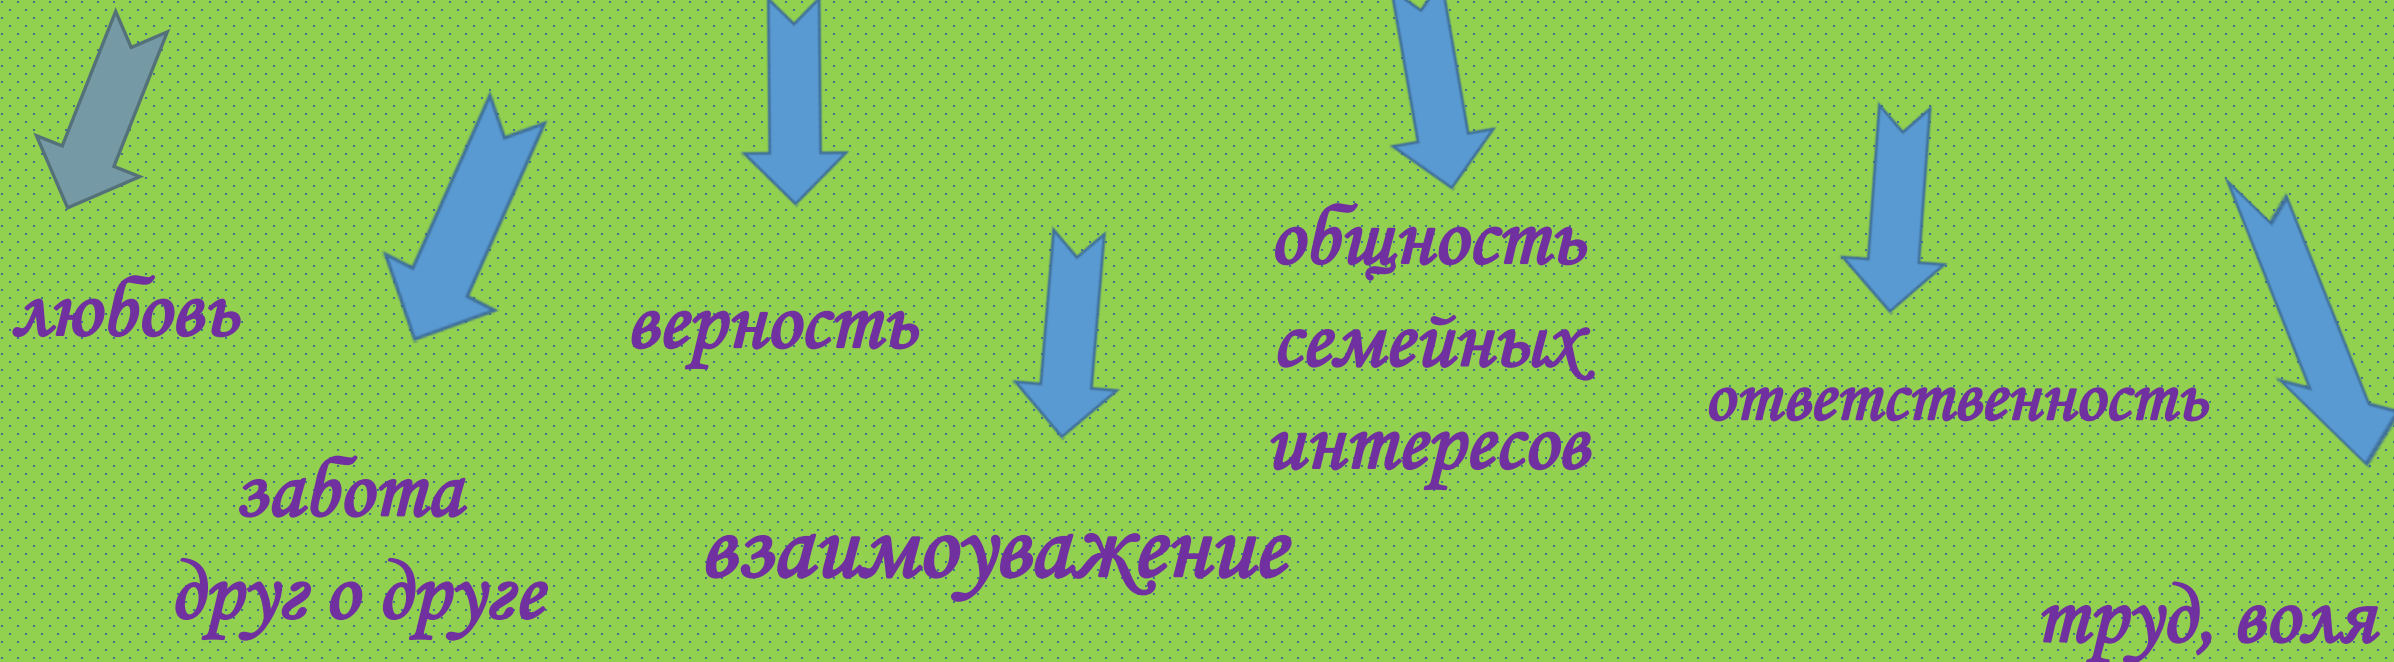 любовь
забота
друг о друге
верность
взаимоуважение
общность
семейных
интересов
ответственность
труд, воля